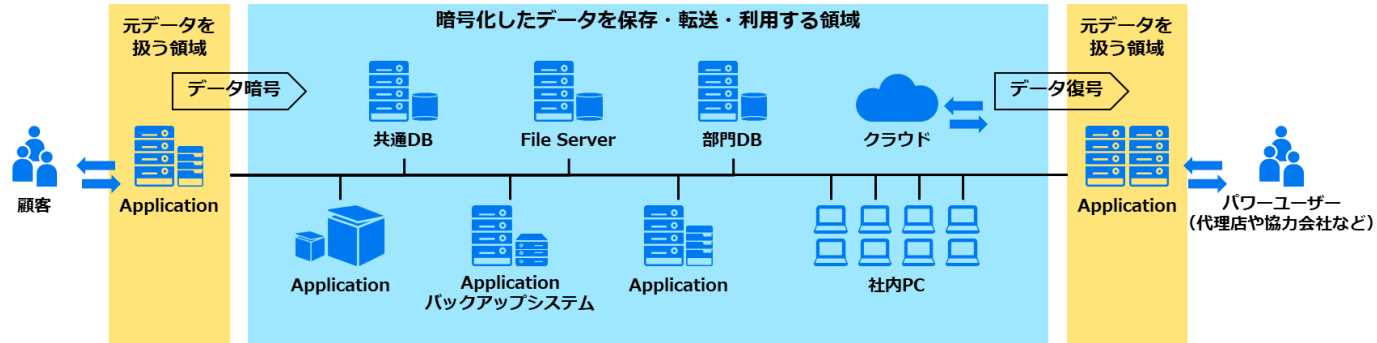 元データを
扱う領域
暗号化したデータを保存・転送・利用する領域
元データを
扱う領域
データ暗号
データ復号
共通DB
File Server
部門DB
クラウド
顧客
Application
Application
パワーユーザー
(代理店や協力会社など)
Application
Application
バックアップシステム
Application
社内PC